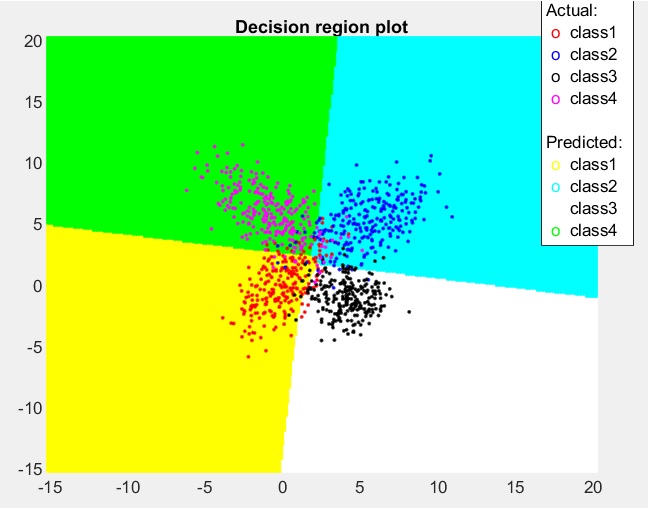 Decision region plot
Actual:
o class1
o class2
o class3
o class4
Predicted:
o class1
o class2
class3
o class4
20
15
10
5
0
-5
-10
-15
-15 -10 -5 0 5 10 15 20